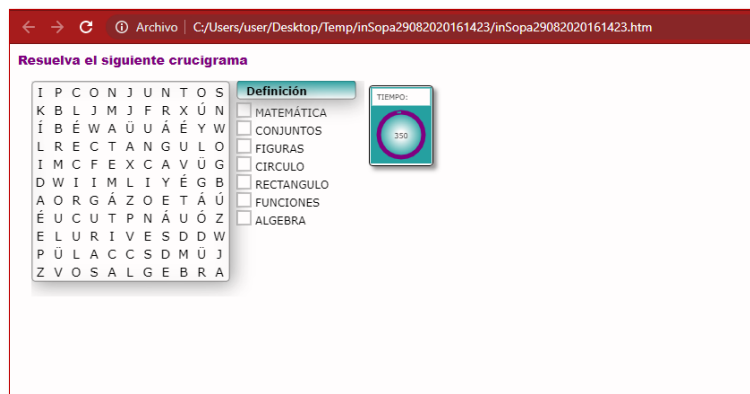 Archivo | C:/Users/user/Desktop/Temp/inSopa29082020161423/inSopa29082020161423.htm
Resuelva el siguiente crucigrama
I P C O N J U N T O S
K B L J M J F R X Ú N
Í B É W A Ü U Á É Y W
L R E C T A N G U L O
I M C F E X C A V Ü G
D W I I M L I Y É G B
A O R G Á Z O E T Á Ú
É U C U T P N Á U Ó Z
E L U R I V E S D D W
P Ü L A C C S D M Ü J
Z V O S A L G E B R A
Definición
MATEMÁTICA
CONJUNTOS
FIGURAS
CIRCULO
RECTANGULO
FUNCIONES
ALGEBRA
TIEMPO:
350